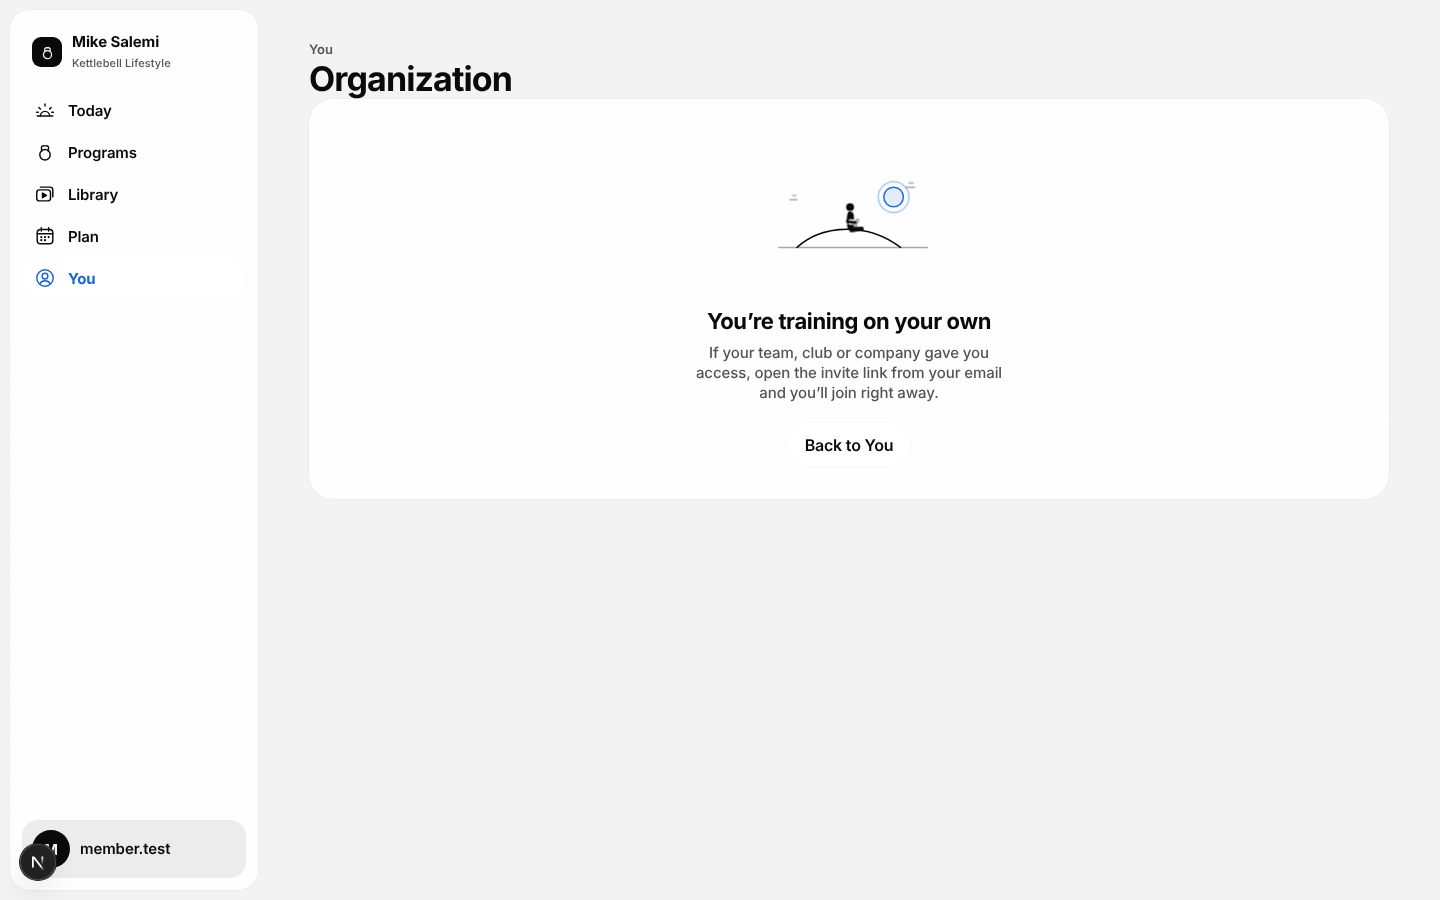 Mike Salemi
Kettlebell Lifestyle
Today
Programs
Library
Plan
You
member.test
You
Organization
You’re training on your own
If your team, club or company gave you
access, open the invite link from your email
and you’ll join right away.
Back to You